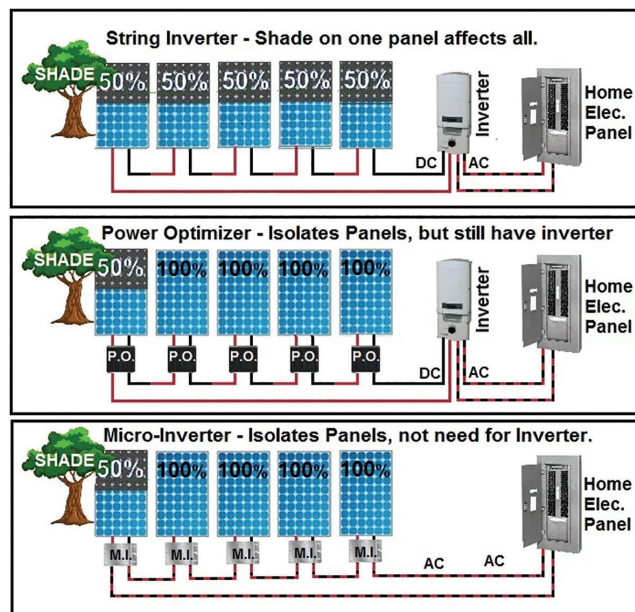 String Inverter - Shade on one panel affects all.
SHADE
50% 50% 50% 50% 50%
Inverter
Home
Elec.
Panel
DC AC
Power Optimizer - Isolates Panels, but still have inverter
SHADE
50% 100% 100% 100% 100%
Inverter
Home
Elec.
Panel
P.O. P.O. P.O. P.O. P.O.
DC AC
Micro-Inverter - Isolates Panels, not need for Inverter.
SHADE
50% 100% 100% 100% 100%
Home
Elec.
Panel
M.I. M.I. M.I. M.I. M.I.
AC AC